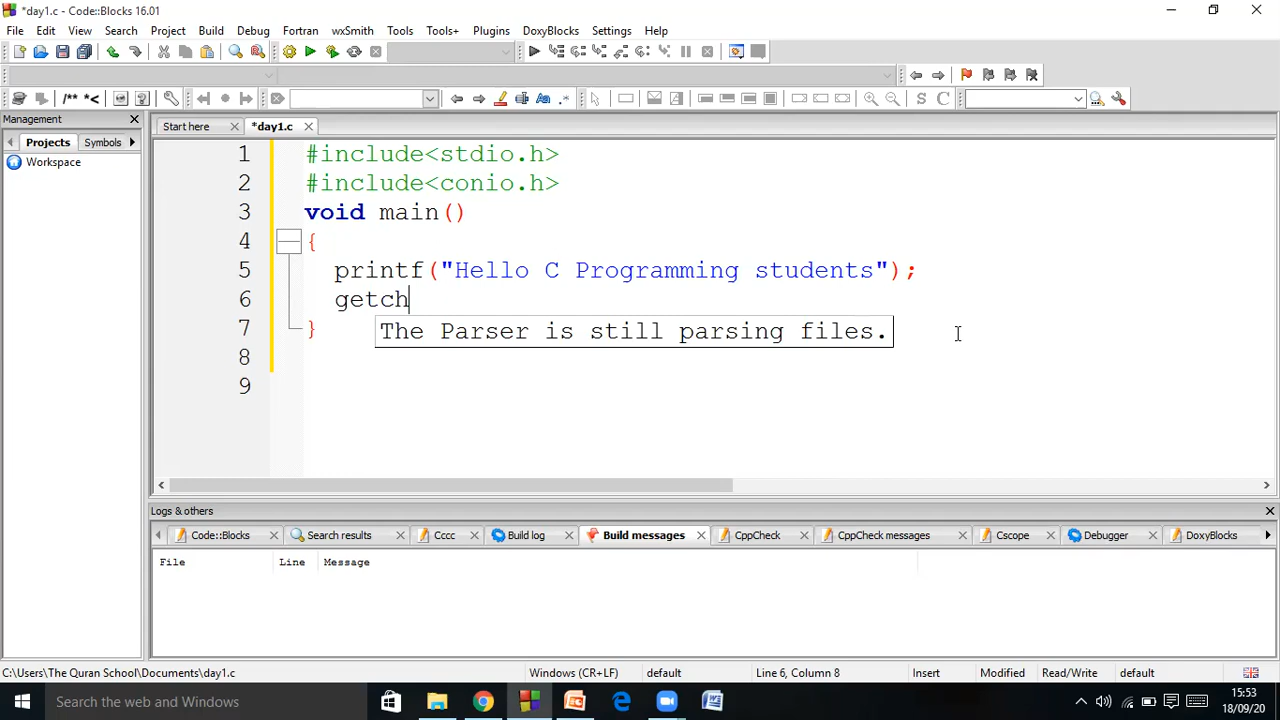 *day1.c - Code::Blocks 16.01
File Edit View Search Project Build Debug Fortran wxSmith Tools Tools+ Plugins DoxyBlocks Settings Help
/** *<
S C
Management
Start here *day1.c
Projects Symbols
Workspace
1 #include<stdio.h>
2 #include<conio.h>
3 void main()
4 {
5 printf("Hello C Programming students");
6 getch
7 }
The Parser is still parsing files.
8
9
Logs & others
Code::Blocks Search results Cccc Build log Build messages CppCheck CppCheck messages Cscope Debugger DoxyBlocks
File Line Message
C:\Users\The Quran School\Documents\day1.c Windows (CR+LF) default Line 6, Column 8 Insert Modified Read/Write default
Search the web and Windows
15:53
18/09/20